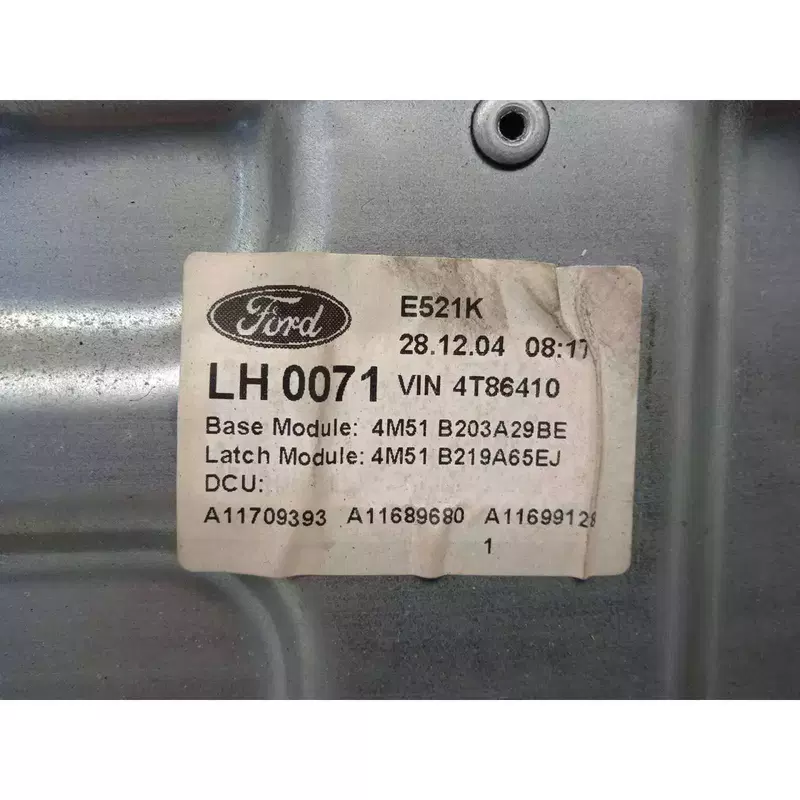 Ford E521K
28.12.04 08:17
LH 0071 VIN 4T86410
Base Module: 4M51 B203A29BE
Latch Module: 4M51 B219A65EJ
DCU:
A11709393 A11689680 A11699128
1